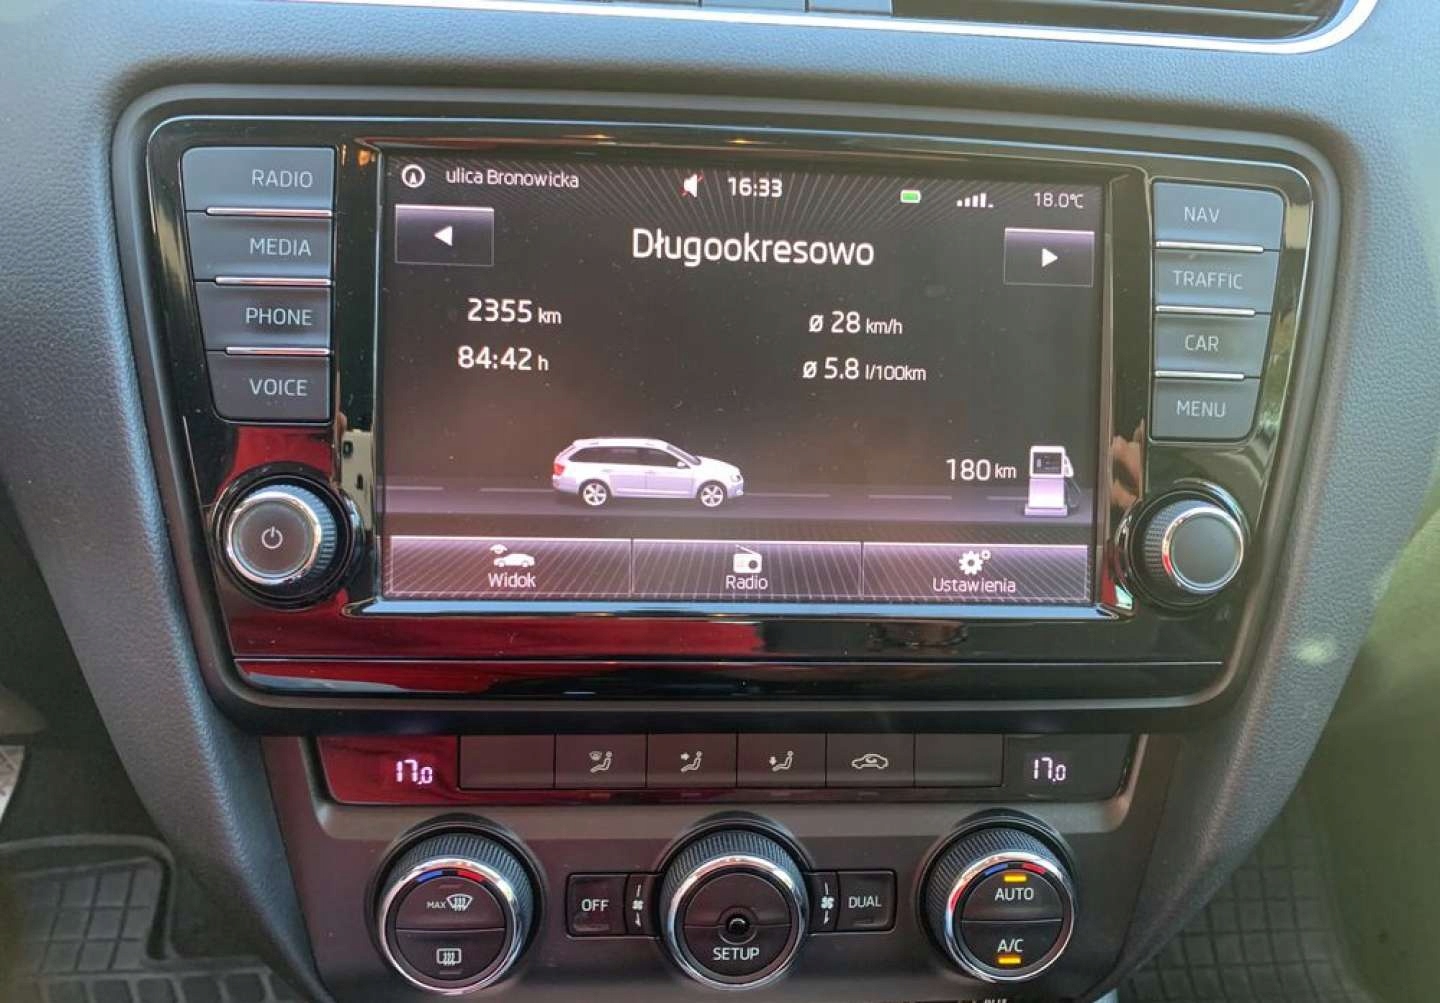 RADIO
MEDIA
PHONE
VOICE
ulica Bronowicka
16:33
18.0°C
Długookresowo
2355 km
ø 28 km/h
84:42 h
ø 5.8 l/100km
180 km
Widok
Radio
Ustawienia
NAV
TRAFFIC
CAR
MENU
17.0
17.0
MAX
OFF
SETUP
DUAL
AUTO
A/C